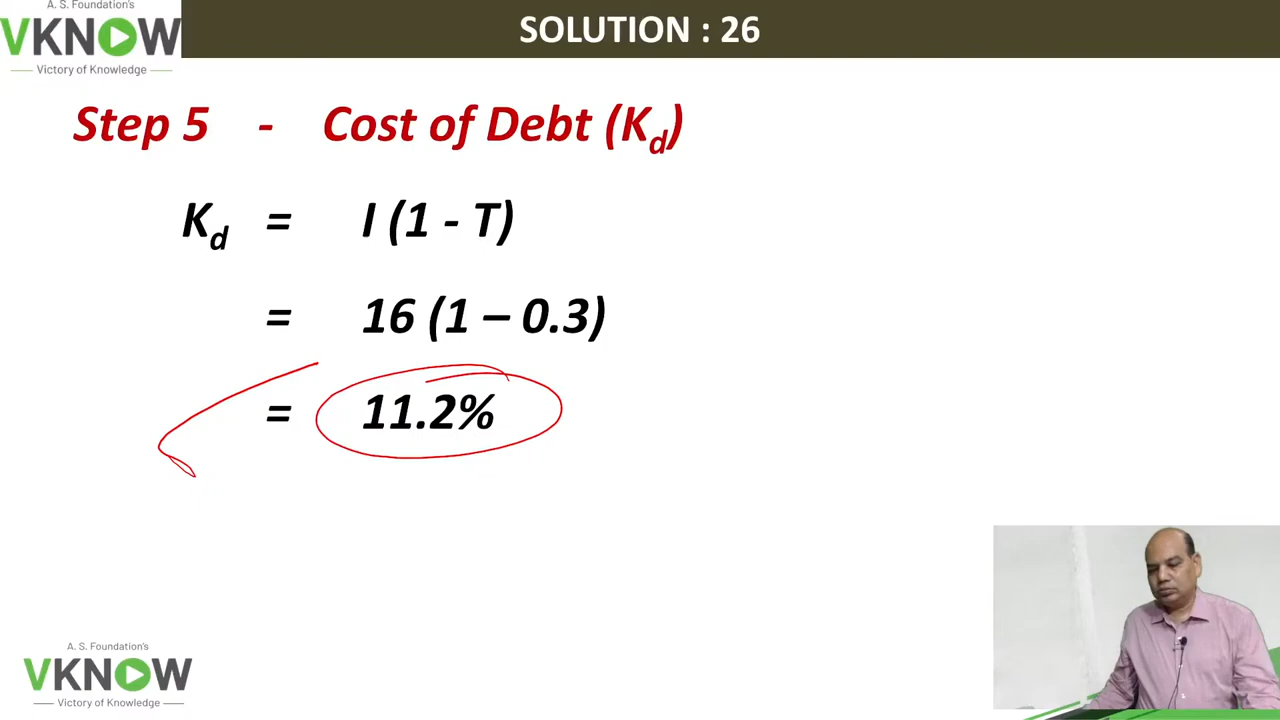 A. S. Foundation's
VKNOW
Victory of Knowledge
SOLUTION : 26
Step 5 - Cost of Debt (Kd)
Kd = I (1 - T)
= 16 (1 – 0.3)
= 11.2%
A. S. Foundation's
VKNOW
Victory of Knowledge